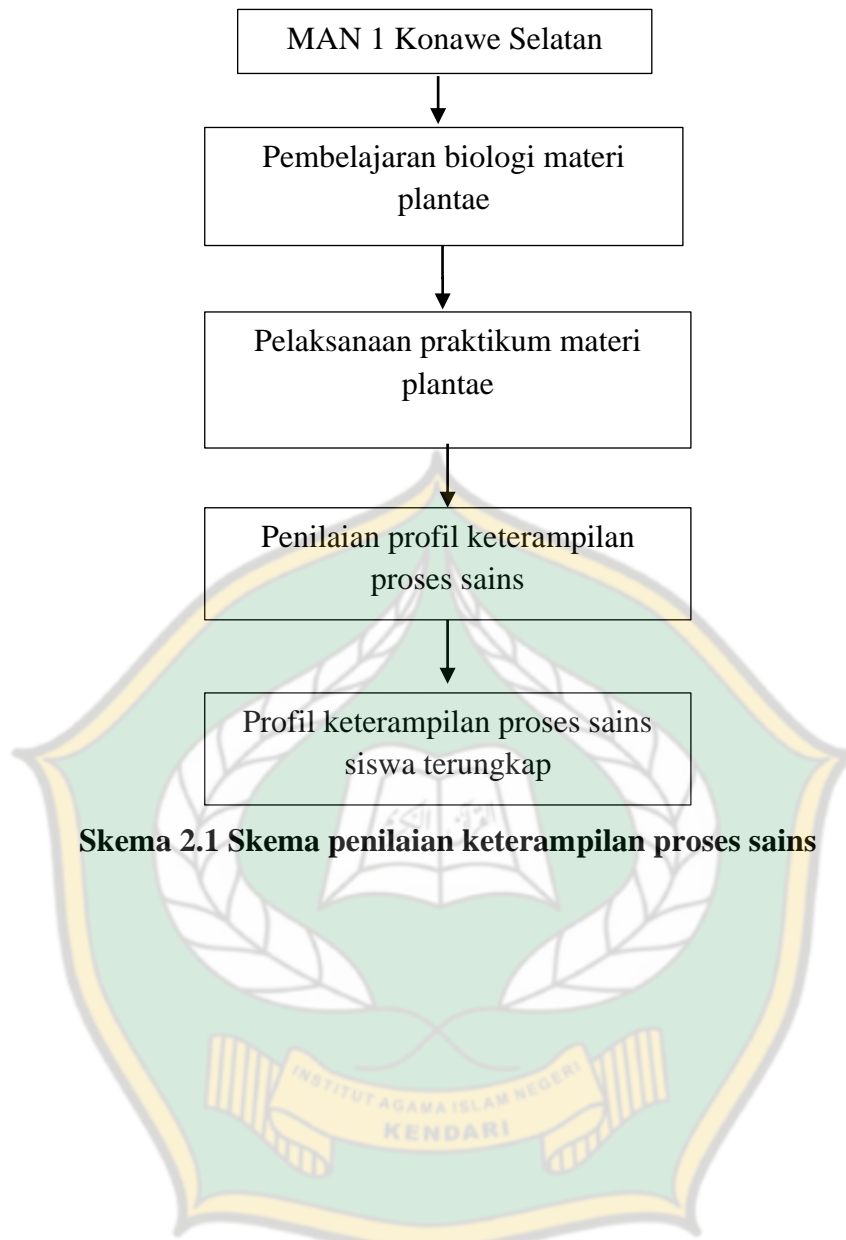 MAN 1 Konawe Selatan
Pembelajaran biologi materi
plantae
Pelaksanaan praktikum materi
plantae
Penilaian profil keterampilan
proses sains
Profil keterampilan proses sains
siswa terungkap
Skema 2.1 Skema penilaian keterampilan proses sains
INSTITUT AGAMA ISLAM NEGERI
KENDARI